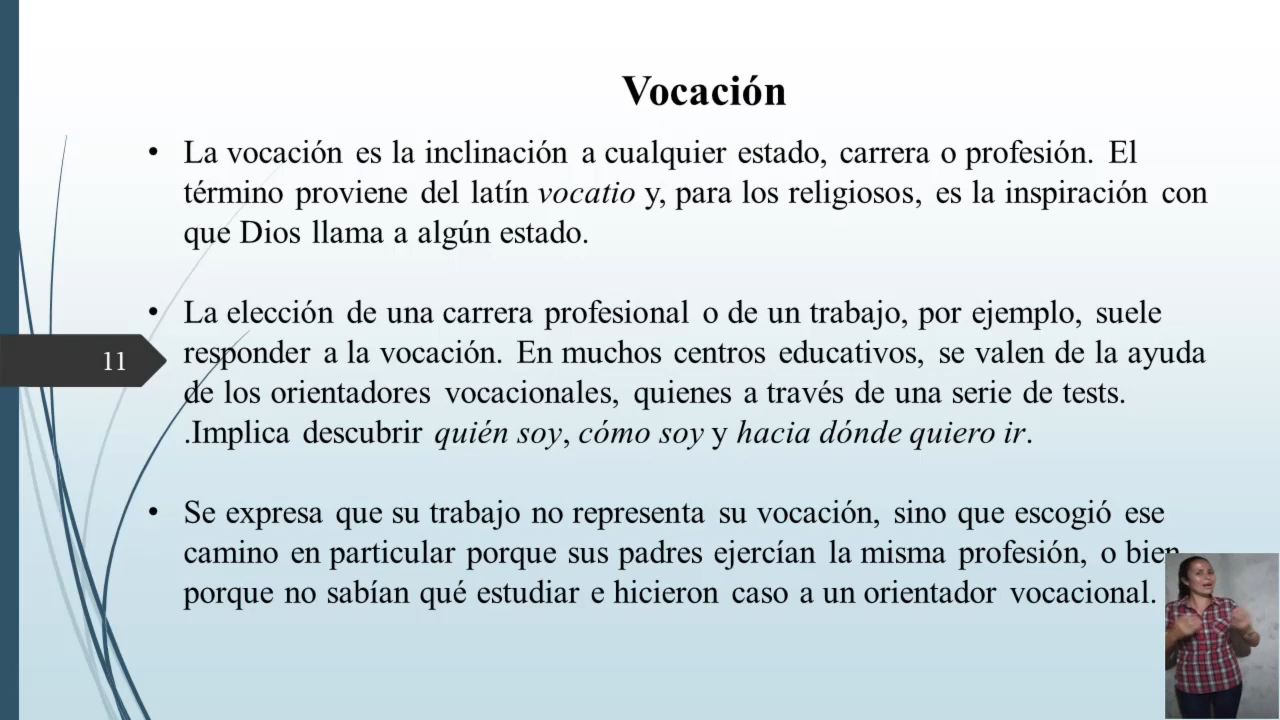 Vocación
• La vocación es la inclinación a cualquier estado, carrera o profesión. El
término proviene del latín vocatio y, para los religiosos, es la inspiración con
que Dios llama a algún estado.
• La elección de una carrera profesional o de un trabajo, por ejemplo, suele
responder a la vocación. En muchos centros educativos, se valen de la ayuda
de los orientadores vocacionales, quienes a través de una serie de tests.
.Implica descubrir quién soy, cómo soy y hacia dónde quiero ir.
11
• Se expresa que su trabajo no representa su vocación, sino que escogió ese
camino en particular porque sus padres ejercían la misma profesión, o bien
porque no sabían qué estudiar e hicieron caso a un orientador vocacional.